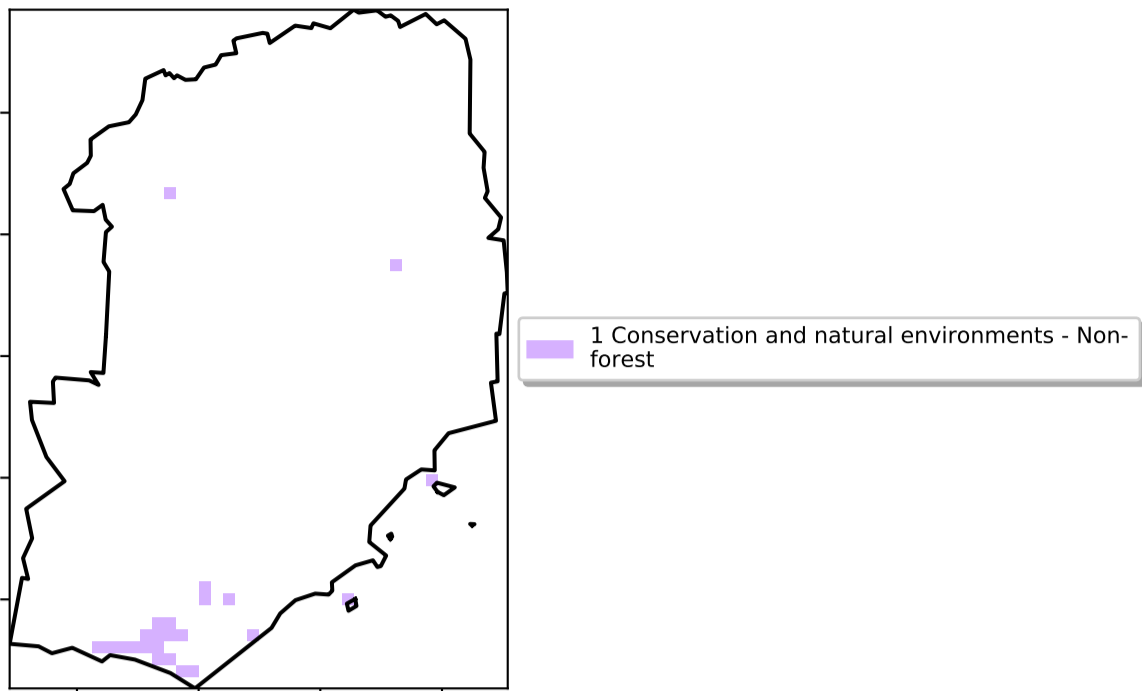 1 Conservation and natural environments - Non-
forest